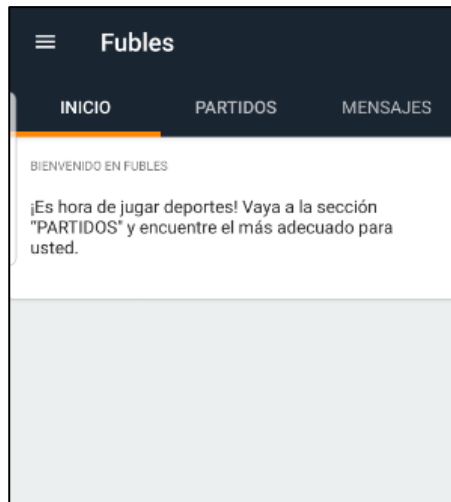 Fubles
INICIO PARTIDOS MENSAJES
BIENVENIDO EN FUBLES
¡Es hora de jugar deportes! Vaya a la sección
"PARTIDOS" y encuentre el más adecuado para
usted.